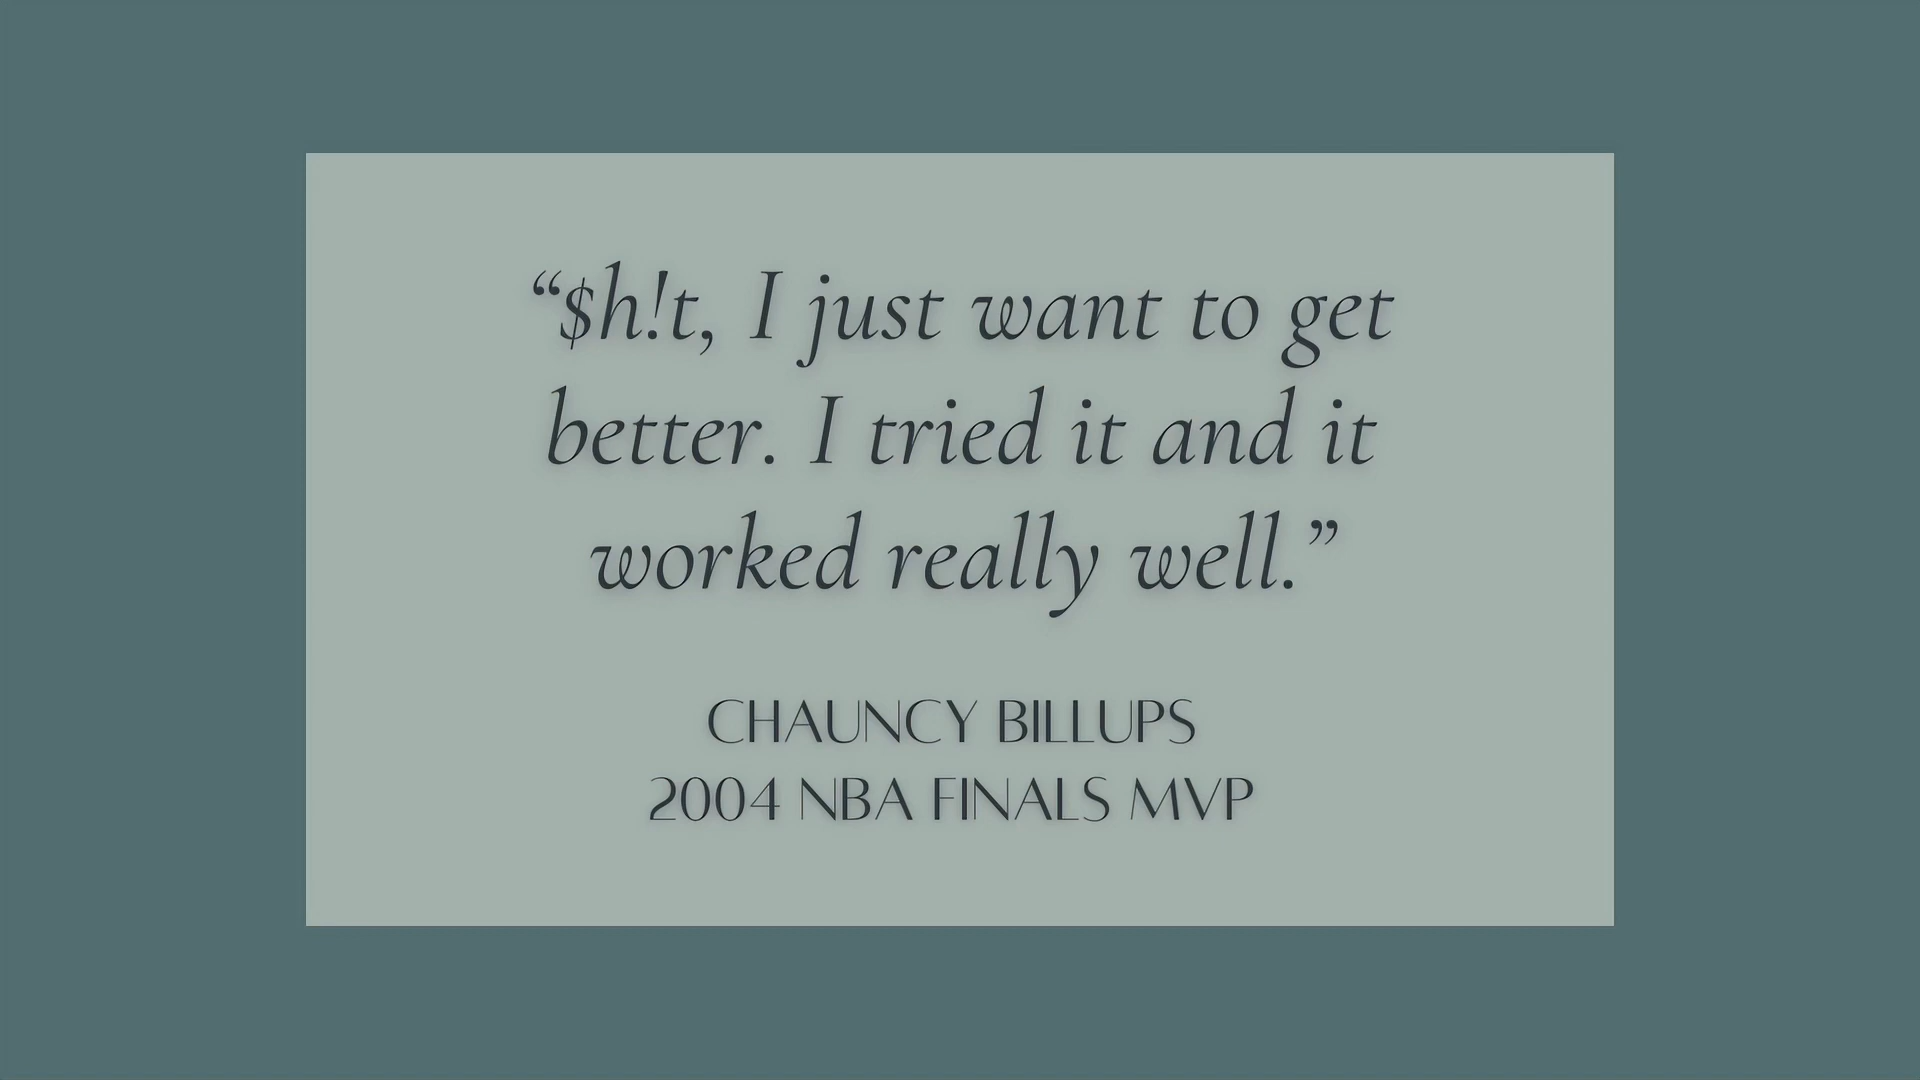 “$h!t, I just want to get
better. I tried it and it
worked really well.”
CHAUNCY BILLUPS
2004 NBA FINALS MVP